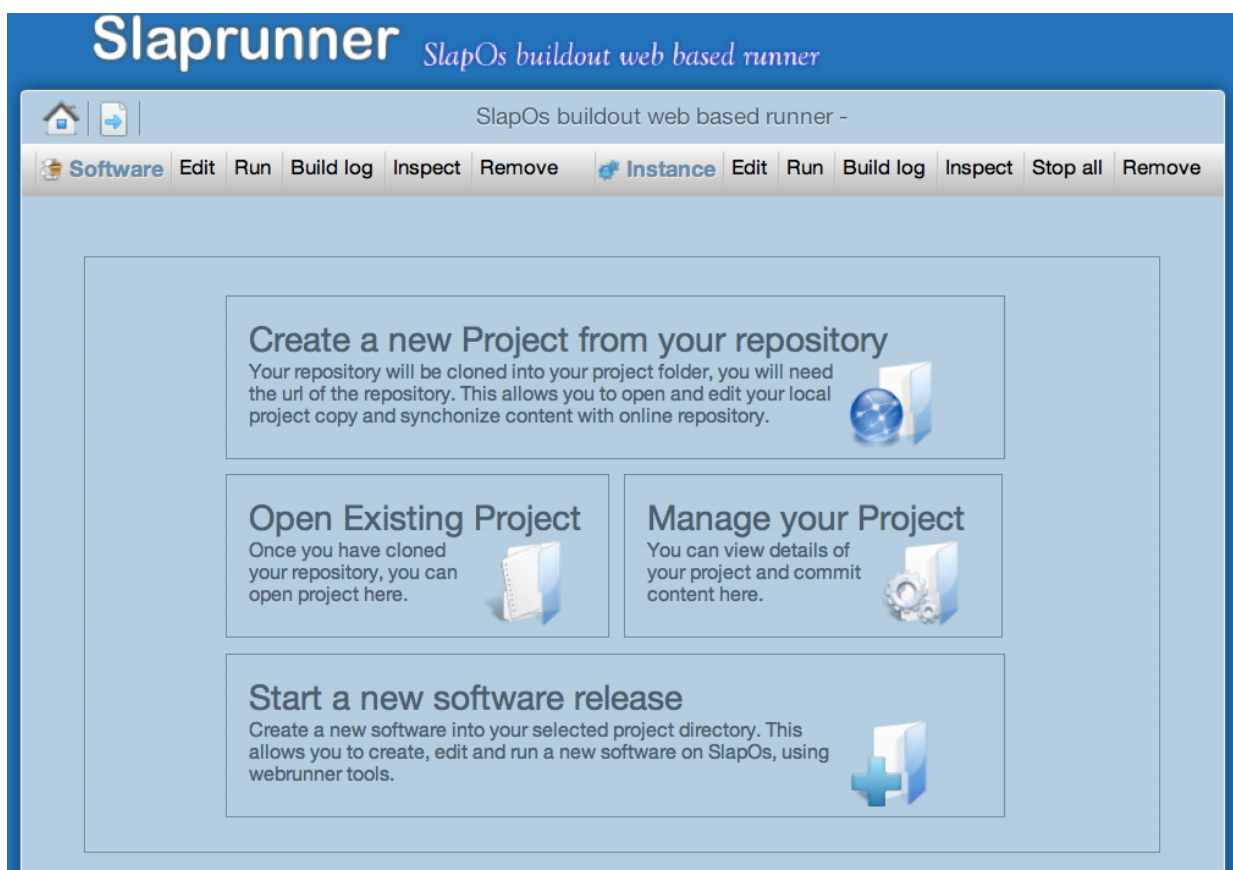 Slaprunner SlapOs buildout web based runner
SlapOs buildout web based runner -
Software Edit Run Build log Inspect Remove Instance Edit Run Build log Inspect Stop all Remove
Create a new Project from your repository
Your repository will be cloned into your project folder, you will need
the url of the repository. This allows you to open and edit your local
project copy and synchonize content with online repository.
Open Existing Project
Once you have cloned
your repository, you can
open project here.
Manage your Project
You can view details of
your project and commit
content here.
Start a new software release
Create a new software into your selected project directory. This
allows you to create, edit and run a new software on SlapOs, using
webrunner tools.